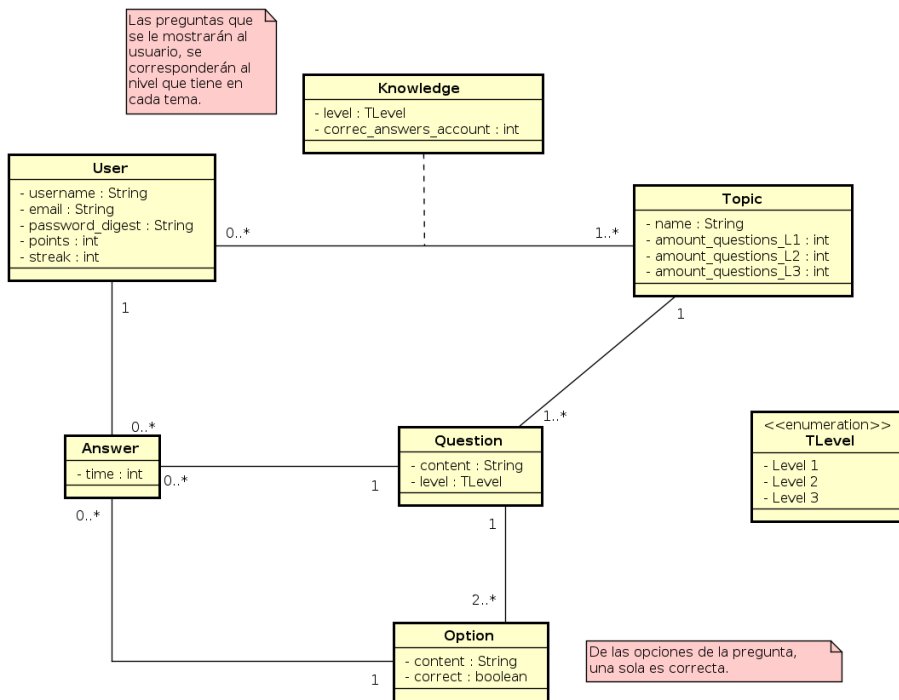 Las preguntas que
se le mostrarán al
usuario, se
corresponderán al
nivel que tiene en
cada tema.
Knowledge
- level : TLevel
- correc_answers_account : int
User
- username : String
- email : String
- password_digest : String
- points : int
- streak : int
0..*
1..*
Topic
- name : String
- amount_questions_L1 : int
- amount_questions_L2 : int
- amount_questions_L3 : int
1
1
0..*
1..*
Answer
- time : int
0..*
1
Question
- content : String
- level : TLevel
<<enumeration>>
TLevel
- Level 1
- Level 2
- Level 3
0..*
1
2..*
Option
- content : String
- correct : boolean
1
De las opciones de la pregunta,
una sola es correcta.